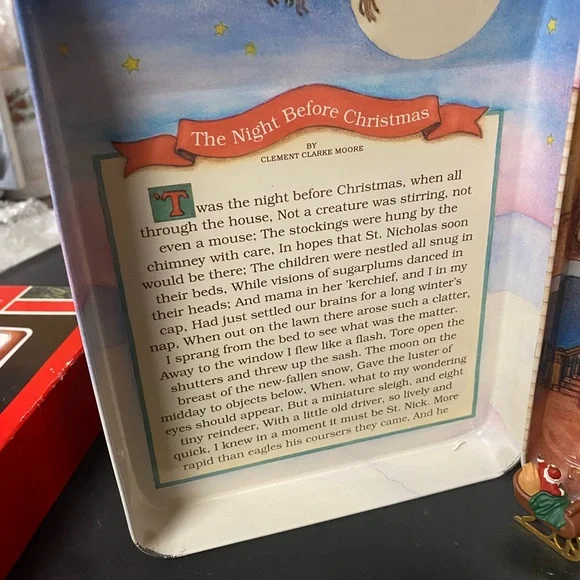 The Night Before Christmas
BY
CLEMENT CLARKE MOORE
'Twas the night before Christmas, when all
through the house, Not a creature was stirring, not
even a mouse; The stockings were hung by the
chimney with care, In hopes that St. Nicholas soon
would be there; The children were nestled all snug in
their beds, While visions of sugarplums danced in
their heads; And mama in her 'kerchief, and I in my
cap, Had just settled our brains for a long winter's
nap, When out on the lawn there arose such a clatter,
I sprang from the bed to see what was the matter.
Away to the window I flew like a flash, Tore open the
shutters and threw up the sash. The moon on the
breast of the new-fallen snow, Gave the luster of
midday to objects below, When, what to my wondering
eyes should appear, But a miniature sleigh, and eight
tiny reindeer, With a little old driver, so lively and
quick, I knew in a moment it must be St. Nick. More
rapid than eagles his coursers they came, And he